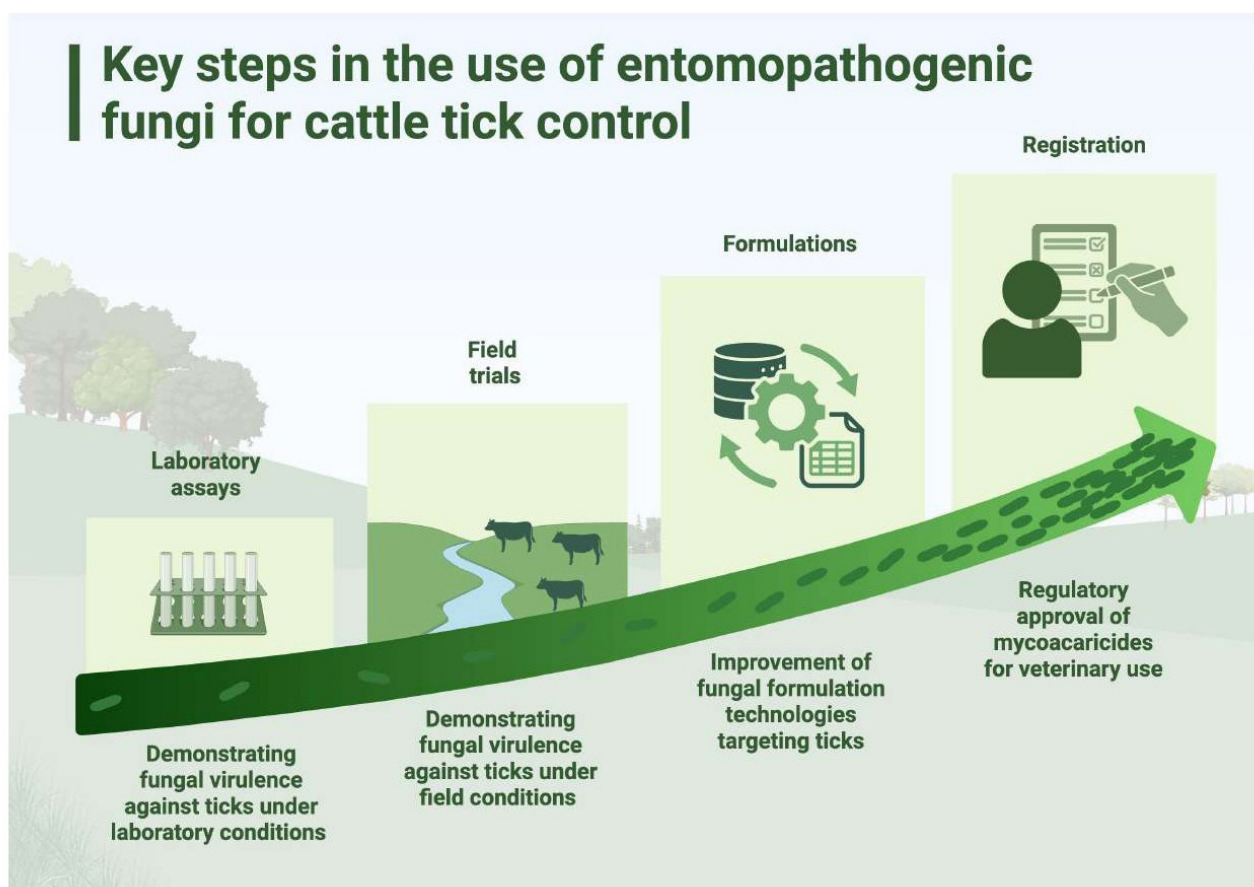 Key steps in the use of entomopathogenic
fungi for cattle tick control
Laboratory
assays
Demonstrating
fungal virulence
against ticks under
laboratory conditions
Field
trials
Demonstrating
fungal virulence
against ticks under
field conditions
Formulations
Improvement of
fungal formulation
technologies
targeting ticks
Registration
Regulatory
approval of
mycoacaricides
for veterinary use